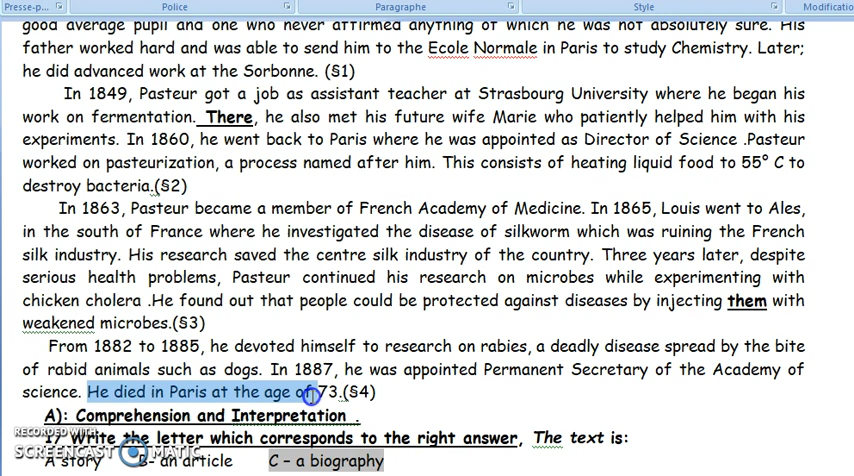 Presse-p...
Police
Paragraphe
Style
Modificatio
good average pupil and one who never affirmed anything of which he was not absolutely sure. His
father worked hard and was able to send him to the Ecole Normale in Paris to study Chemistry. Later;
he did advanced work at the Sorbonne. (§1)
In 1849, Pasteur got a job as assistant teacher at Strasbourg University where he began his
work on fermentation. There, he also met his future wife Marie who patiently helped him with his
experiments. In 1860, he went back to Paris where he was appointed as Director of Science .Pasteur
worked on pasteurization, a process named after him. This consists of heating liquid food to 55° C to
destroy bacteria.(§2)
In 1863, Pasteur became a member of French Academy of Medicine. In 1865, Louis went to Ales,
in the south of France where he investigated the disease of silkworm which was ruining the French
silk industry. His research saved the centre silk industry of the country. Three years later, despite
serious health problems, Pasteur continued his research on microbes while experimenting with
chicken cholera .He found out that people could be protected against diseases by injecting them with
weakened microbes.(§3)
From 1882 to 1885, he devoted himself to research on rabies, a deadly disease spread by the bite
of rabid animals such as dogs. In 1887, he was appointed Permanent Secretary of the Academy of
science. He died in Paris at the age of 73.(§4)
A): Comprehension and Interpretation .
RECORDED WITH
1/ Write the letter which corresponds to the right answer, The text is:
SCREENCAST MATIC
A story B- an article C – a biography